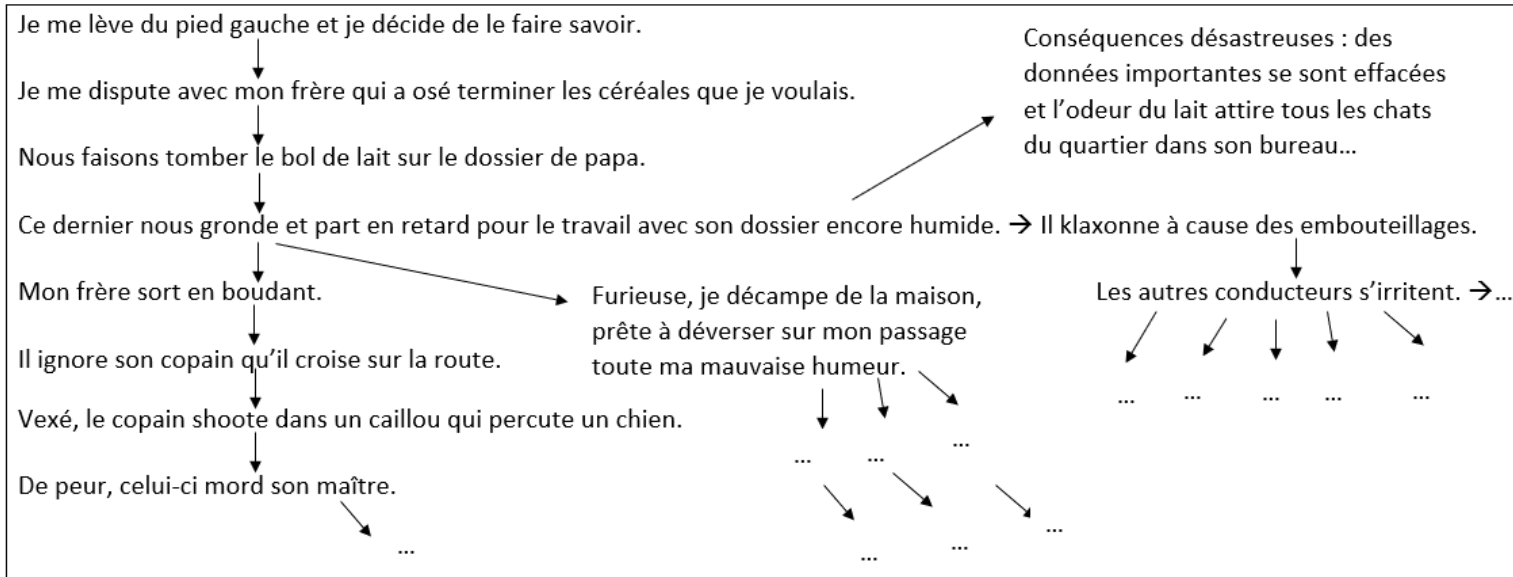 Je me lève du pied gauche et je décide de le faire savoir.
Conséquences désastreuses : des
données importantes se sont effacées
et l’odeur du lait attire tous les chats
du quartier dans son bureau…
Je me dispute avec mon frère qui a osé terminer les céréales que je voulais.
Nous faisons tomber le bol de lait sur le dossier de papa.
Ce dernier nous gronde et part en retard pour le travail avec son dossier encore humide. → Il klaxonne à cause des embouteillages.
Mon frère sort en boudant.
Furieuse, je décampe de la maison,
prête à déverser sur mon passage
toute ma mauvaise humeur.
Les autres conducteurs s’irritent. →…
… … … … …
Il ignore son copain qu’il croise sur la route.
Vexé, le copain shoote dans un caillou qui percute un chien.
… … …
De peur, celui-ci mord son maître.
…
… … …